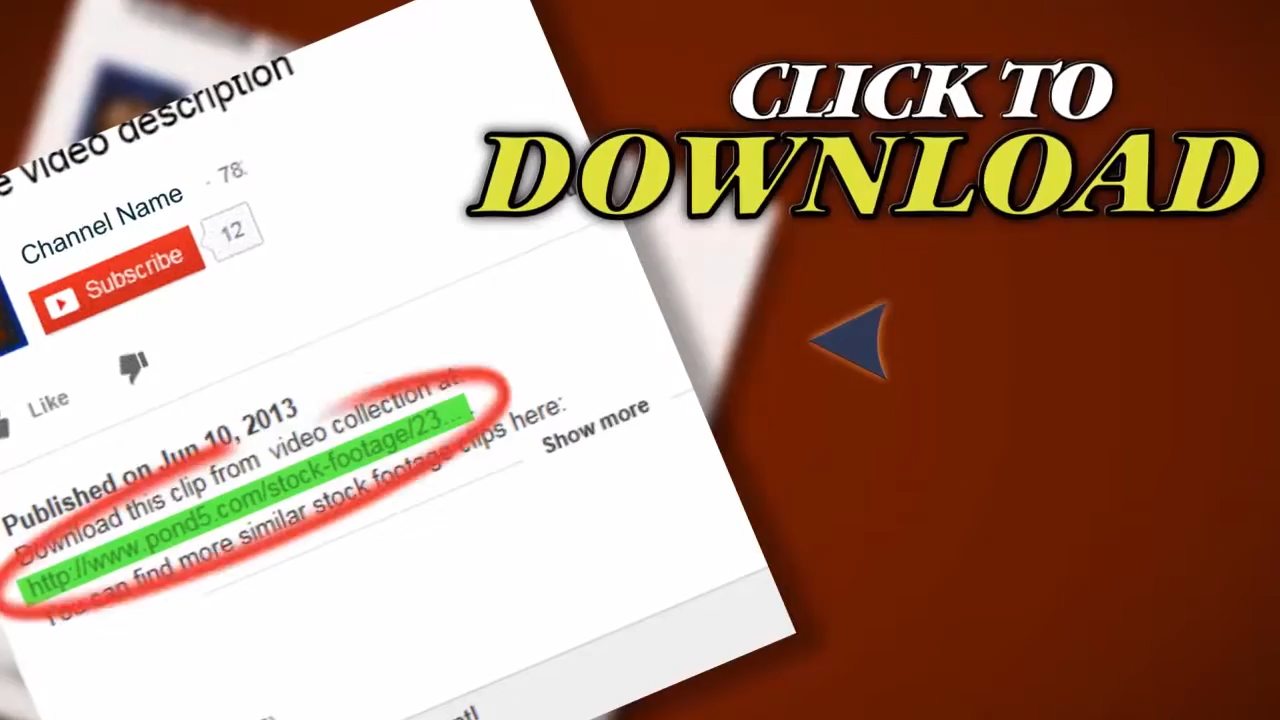 CLICK TO
DOWNLOAD
video description
Channel Name
78
Subscribe
12
Like
Published on Jun 10, 2013
Download this clip from video collection at
http://www.pond5.com/stock-footage/23...
You can find more similar stock footage clips here:
Show more